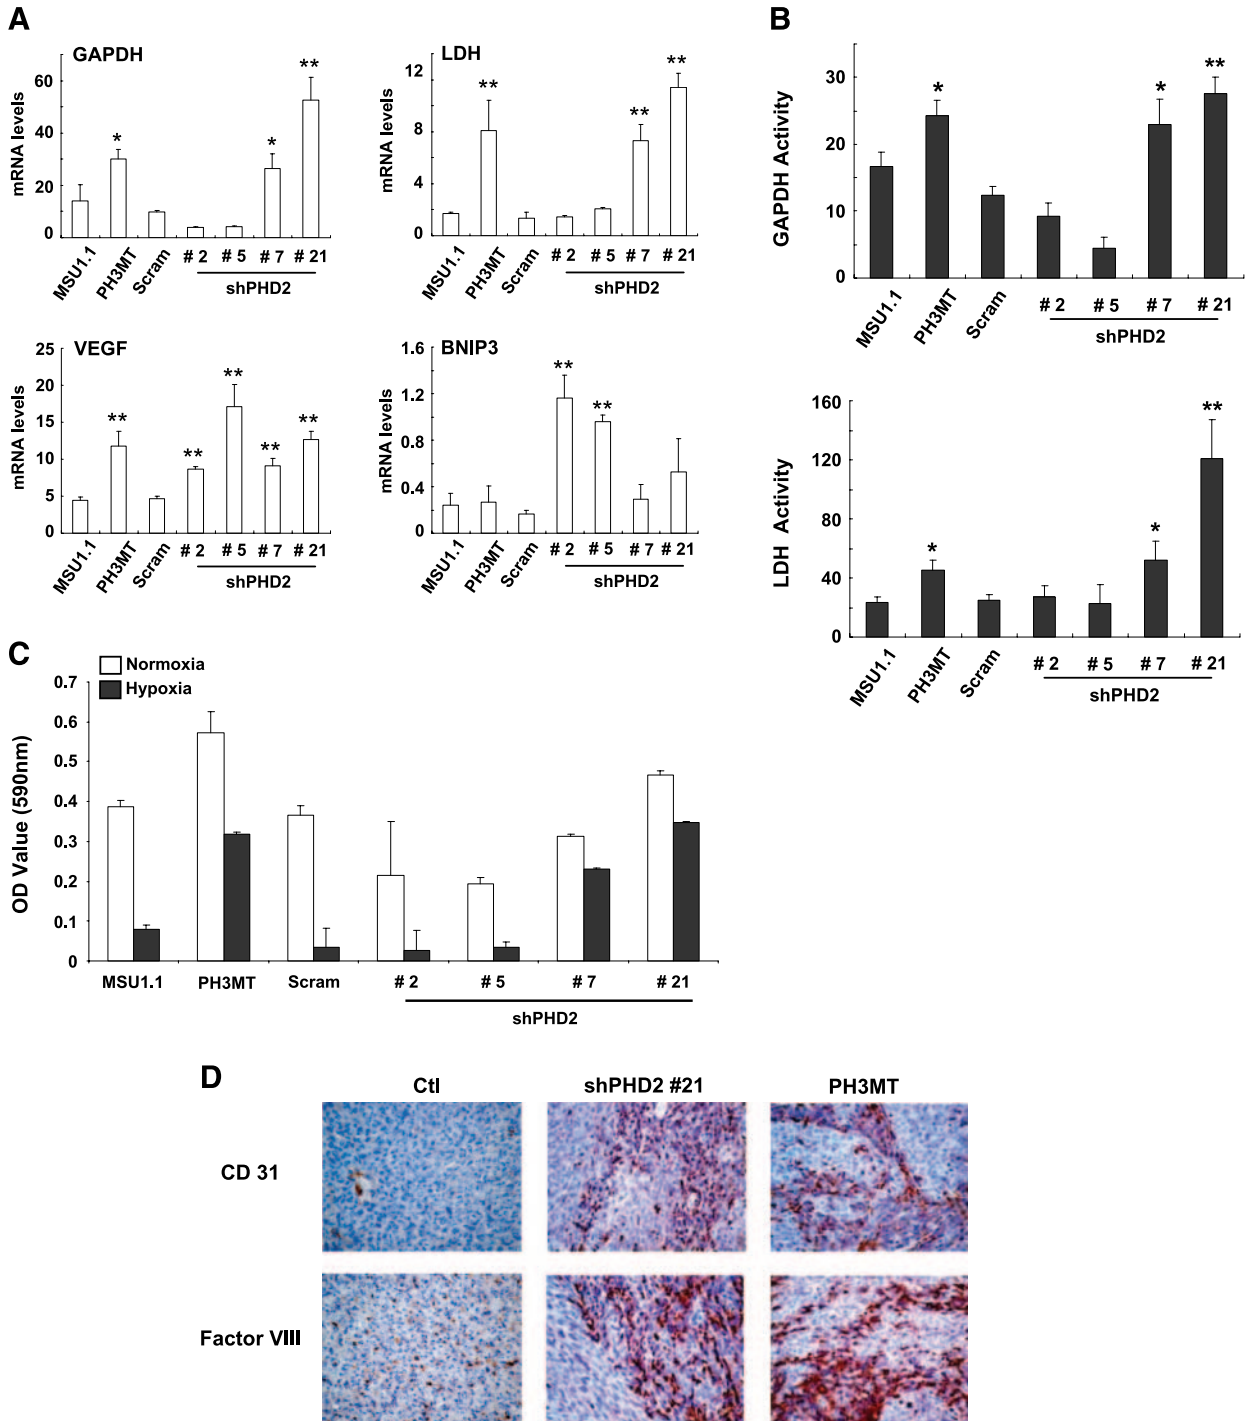 A
GAPDH
mRNA levels
60
40
20
0
*
*
**
MSU1.1
PH3MT
Scram
# 2
# 5
# 7
# 21
shPHD2
LDH
mRNA levels
12
8
4
0
**
**
**
MSU1.1
PH3MT
Scram
# 2
# 5
# 7
# 21
shPHD2
VEGF
mRNA levels
25
20
15
10
5
0
**
**
**
**
**
MSU1.1
PH3MT
Scram
# 2
# 5
# 7
# 21
shPHD2
BNIP3
mRNA levels
1.6
1.2
0.8
0.4
0
**
**
MSU1.1
PH3MT
Scram
# 2
# 5
# 7
# 21
shPHD2
B
GAPDH Activity
30
20
10
0
*
*
**
MSU1.1
PH3MT
Scram
# 2
# 5
# 7
# 21
shPHD2
LDH Activity
160
120
80
40
0
*
*
**
MSU1.1
PH3MT
Scram
# 2
# 5
# 7
# 21
shPHD2
C
Normoxia
Hypoxia
OD Value (590nm)
0.7
0.6
0.5
0.4
0.3
0.2
0.1
0
MSU1.1
PH3MT
Scram
# 2
# 5
# 7
# 21
shPHD2
D
Ctl
shPHD2 #21
PH3MT
CD 31
Factor VIII